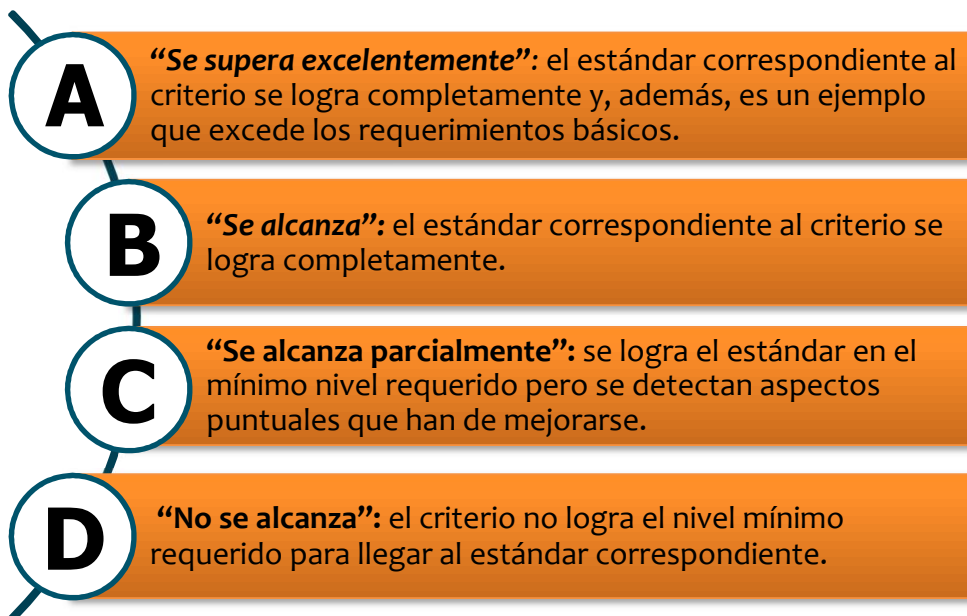 A
“Se supera excelentemente”: el estándar correspondiente al
criterio se logra completamente y, además, es un ejemplo
que excede los requerimientos básicos.
B
“Se alcanza”: el estándar correspondiente al criterio se
logra completamente.
C
“Se alcanza parcialmente”: se logra el estándar en el
mínimo nivel requerido pero se detectan aspectos
puntuales que han de mejorarse.
D
“No se alcanza”: el criterio no logra el nivel mínimo
requerido para llegar al estándar correspondiente.